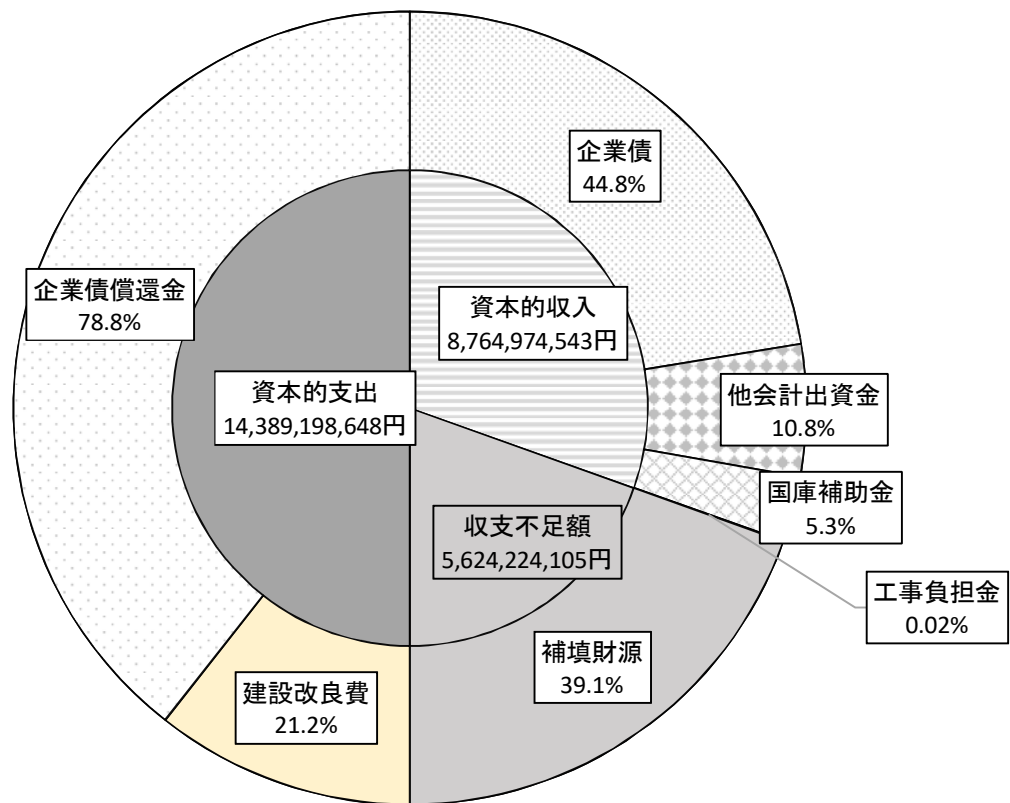 企業債
44.8%
企業債償還金
78.8%
資本的収入
8,764,974,543円
資本的支出
14,389,198,648円
他会計出資金
10.8%
国庫補助金
5.3%
収支不足額
5,624,224,105円
工事負担金
0.02%
補填財源
39.1%
建設改良費
21.2%